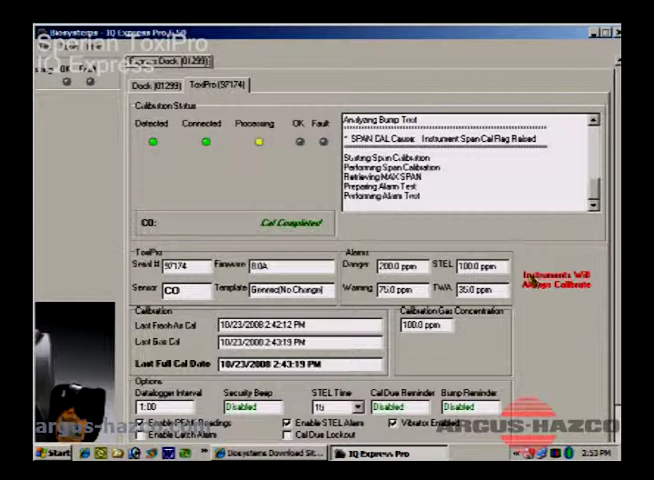 Biosystems - IQ Express Pro 6.50
Sperian ToxiPro
IQ Express
OK
Express Dock (01299)
Dock (01299) ToxiPro (97174)
Calibration Status
Detected Connected Processing OK Fault
Analyzing Bump Test
* SPAN CAL Cause: Instrument Span Cal Flag Raised
Starting Span Calibration
Performing Span Calibration
Retrieving MAX SPAN
Preparing Alarm Test
Performing Alarm Test
CO: Cal Completed!
ToxiPro
Serial # 97174 Firmware 8.0A
Sensor CO Template Generic(No Change)
Alarms
Danger 200.0 ppm STEL 100.0 ppm
Warning 75.0 ppm TWA 35.0 ppm
Instruments Will
Always Calibrate
Calibration
Last Fresh Air Cal 10/23/2008 2:42:12 PM
Last Gas Cal 10/23/2008 2:43:19 PM
Last Full Cal Date 10/23/2008 2:43:19 PM
Calibration Gas Concentration
100.0 ppm
Options
Datalogger Interval Security Beep STEL Time Cal Due Reminder Bump Reminder
1:00 Disabled 15 Disabled Disabled
Enable PEAK Readings Enable STEL Alarm Vibrator Enabled
Enable Latch Alarm Cal Due Lockout
argus-hazco.com
ARGUS-HAZCO
Start Biosystems Download Sit... IQ Express Pro 2:53 PM